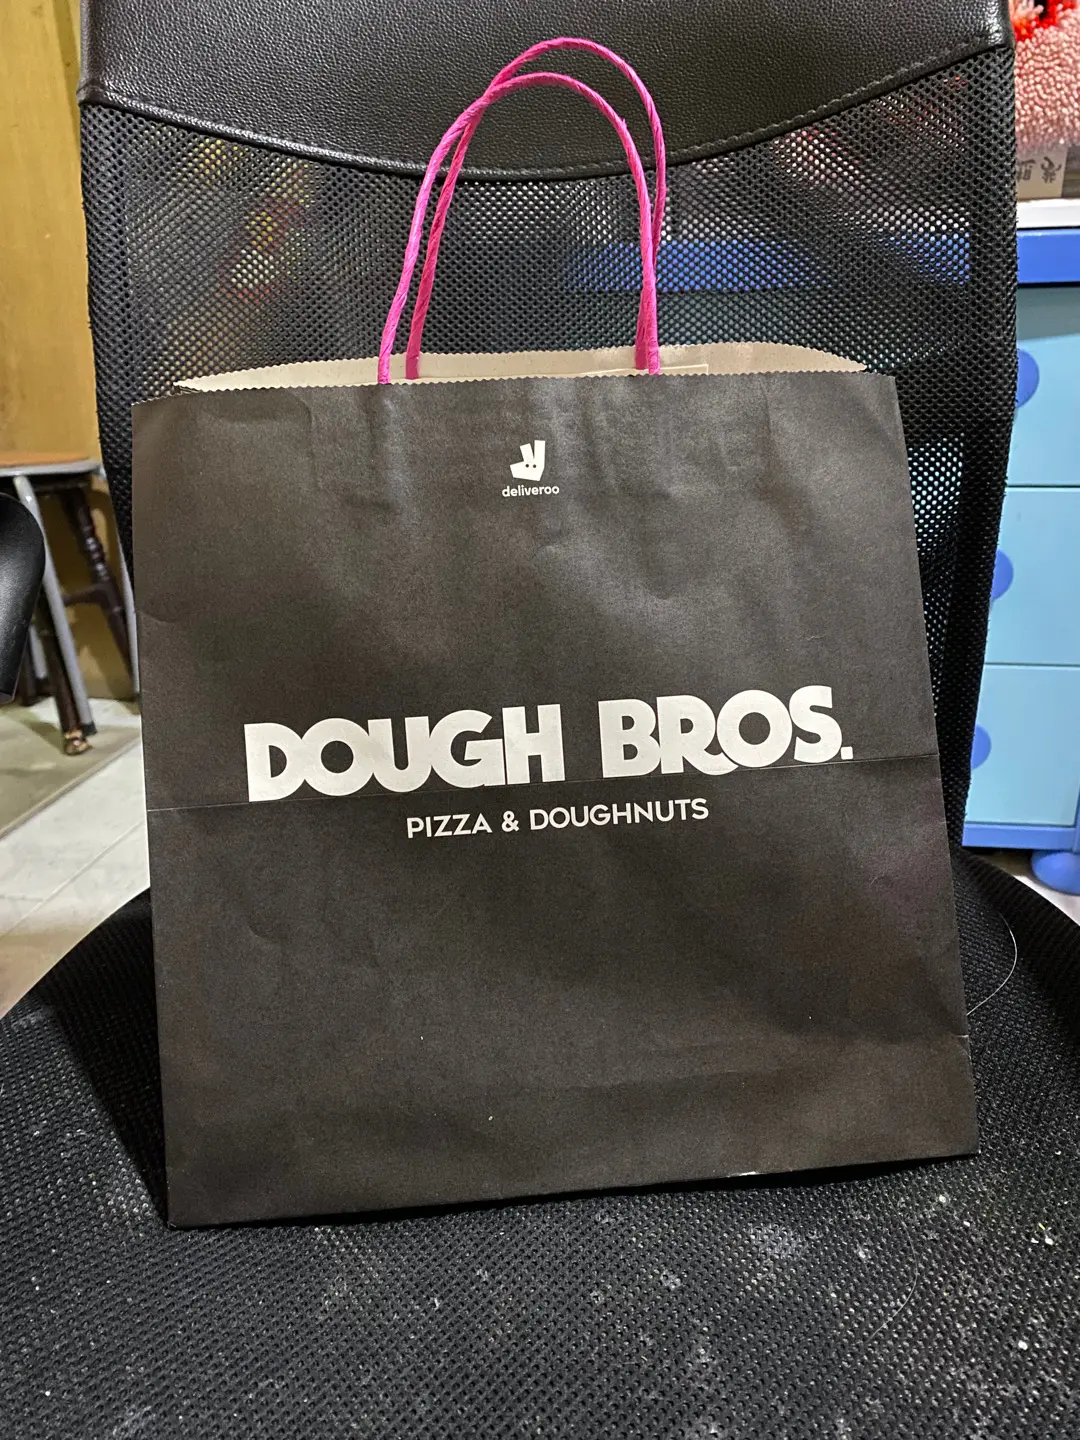 deliveroo
DOUGH BROS.
PIZZA & DOUGHNUTS